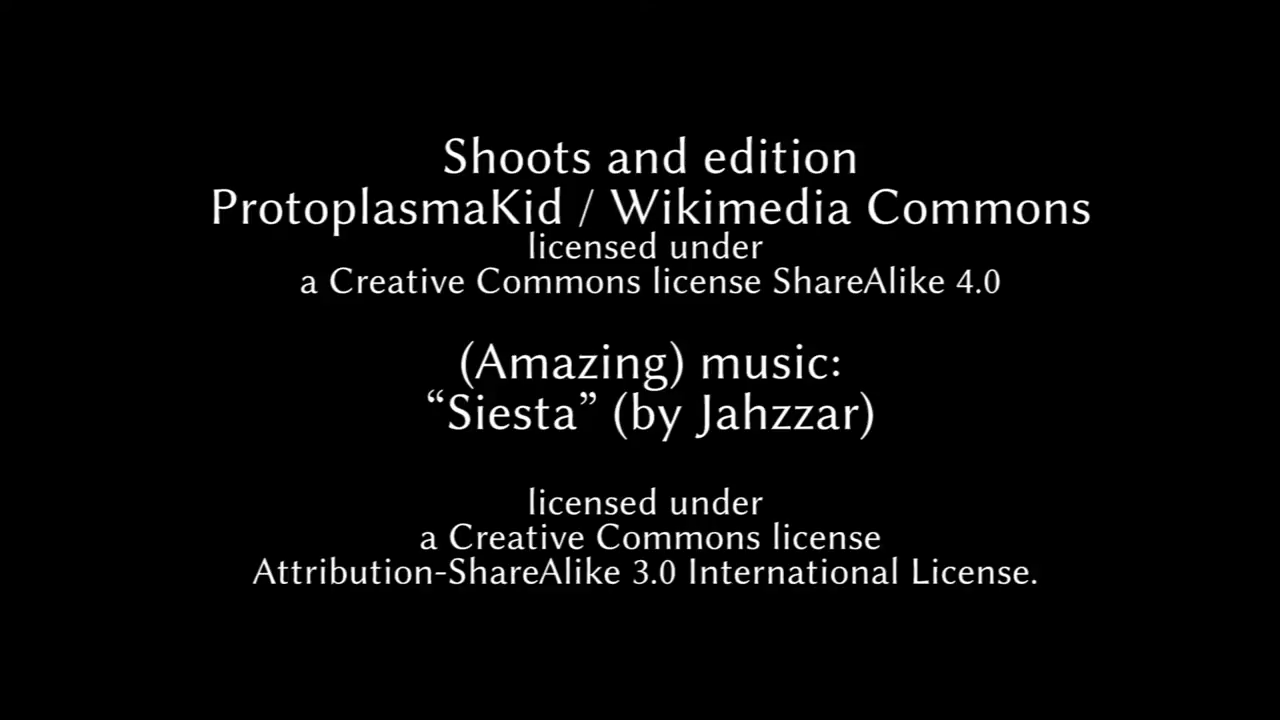 Shoots and edition
ProtoplasmaKid / Wikimedia Commons
licensed under
a Creative Commons license ShareAlike 4.0
(Amazing) music:
“Siesta” (by Jahzzar)
licensed under
a Creative Commons license
Attribution-ShareAlike 3.0 International License.